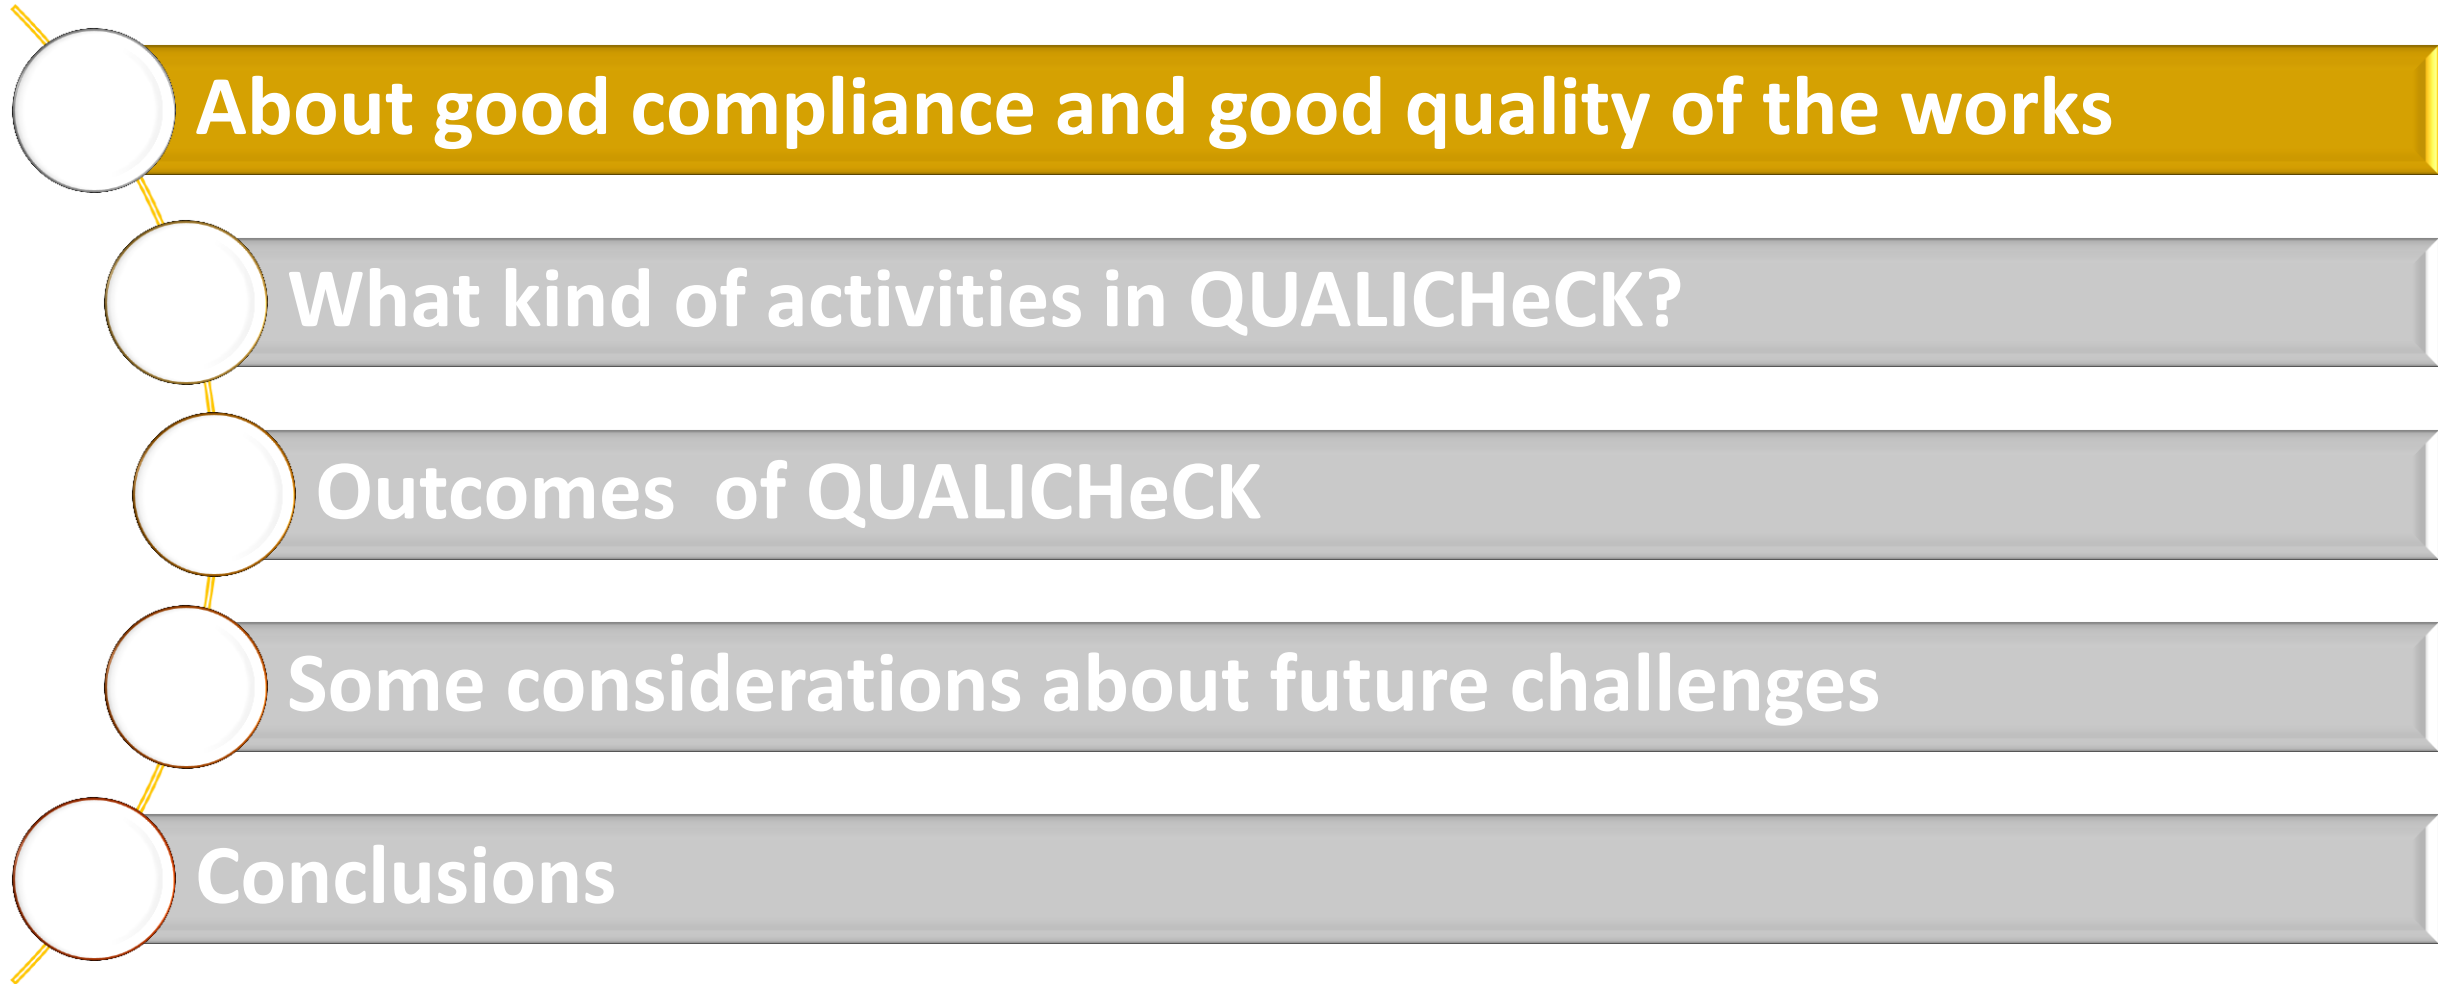 About good compliance and good quality of the works
What kind of activities in QUALICHeCK?
Outcomes  of QUALICHeCK
Some considerations about future challenges
Conclusions